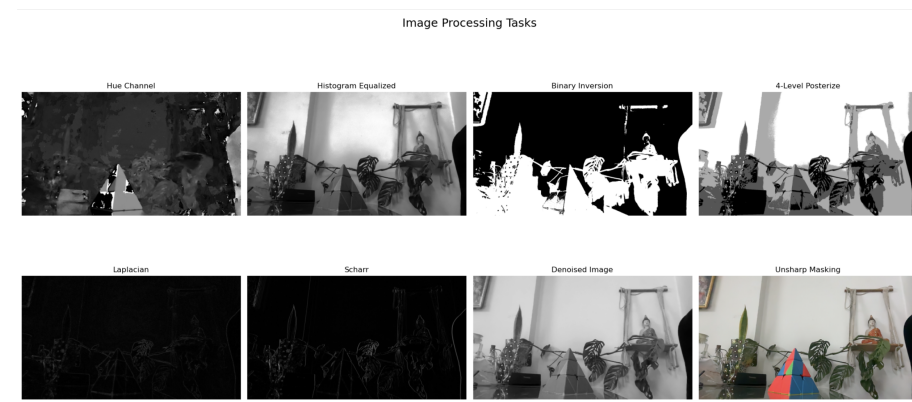 Image Processing Tasks
Hue Channel
Histogram Equalized
Binary Inversion
4-Level Posterize
Laplacian
Scharr
Denoised Image
Unsharp Masking